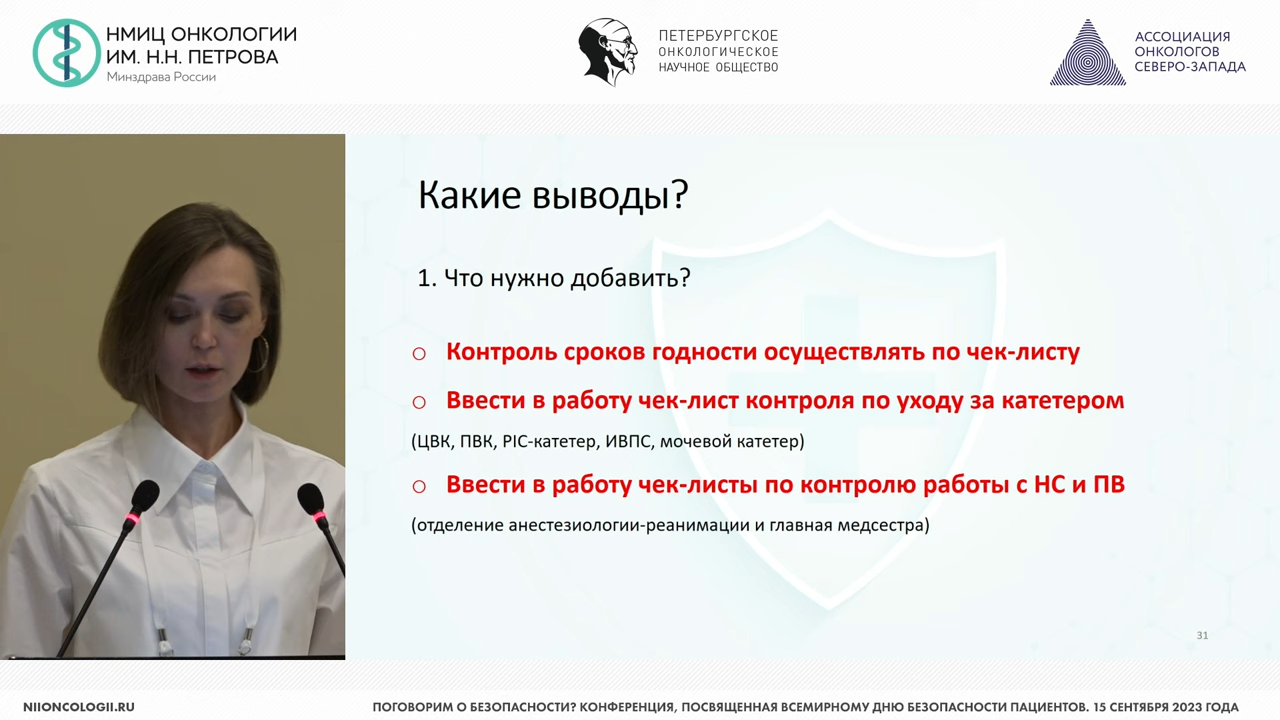 НМИЦ ОНКОЛОГИИ
ИМ. Н.Н. ПЕТРОВА
Минздрава России
ПЕТЕРБУРГСКОЕ
ОНКОЛОГИЧЕСКОЕ
НАУЧНОЕ ОБЩЕСТВО
АССОЦИАЦИЯ
ОНКОЛОГОВ
СЕВЕРО-ЗАПАДА
Какие выводы?
1. Что нужно добавить?
o Контроль сроков годности осуществлять по чек-листу
o Ввести в работу чек-лист контроля по уходу за катетером
(ЦВК, ПВК, PIC-катетер, ИВПС, мочевой катетер)
o Ввести в работу чек-листы по контролю работы с НС и ПВ
(отделение анестезиологии-реанимации и главная медсестра)
31
NIIONCOLOGII.RU
ПОГОВОРИМ О БЕЗОПАСНОСТИ? КОНФЕРЕНЦИЯ, ПОСВЯЩЕННАЯ ВСЕМИРНОМУ ДНЮ БЕЗОПАСНОСТИ ПАЦИЕНТОВ. 15 СЕНТЯБРЯ 2023 ГОДА